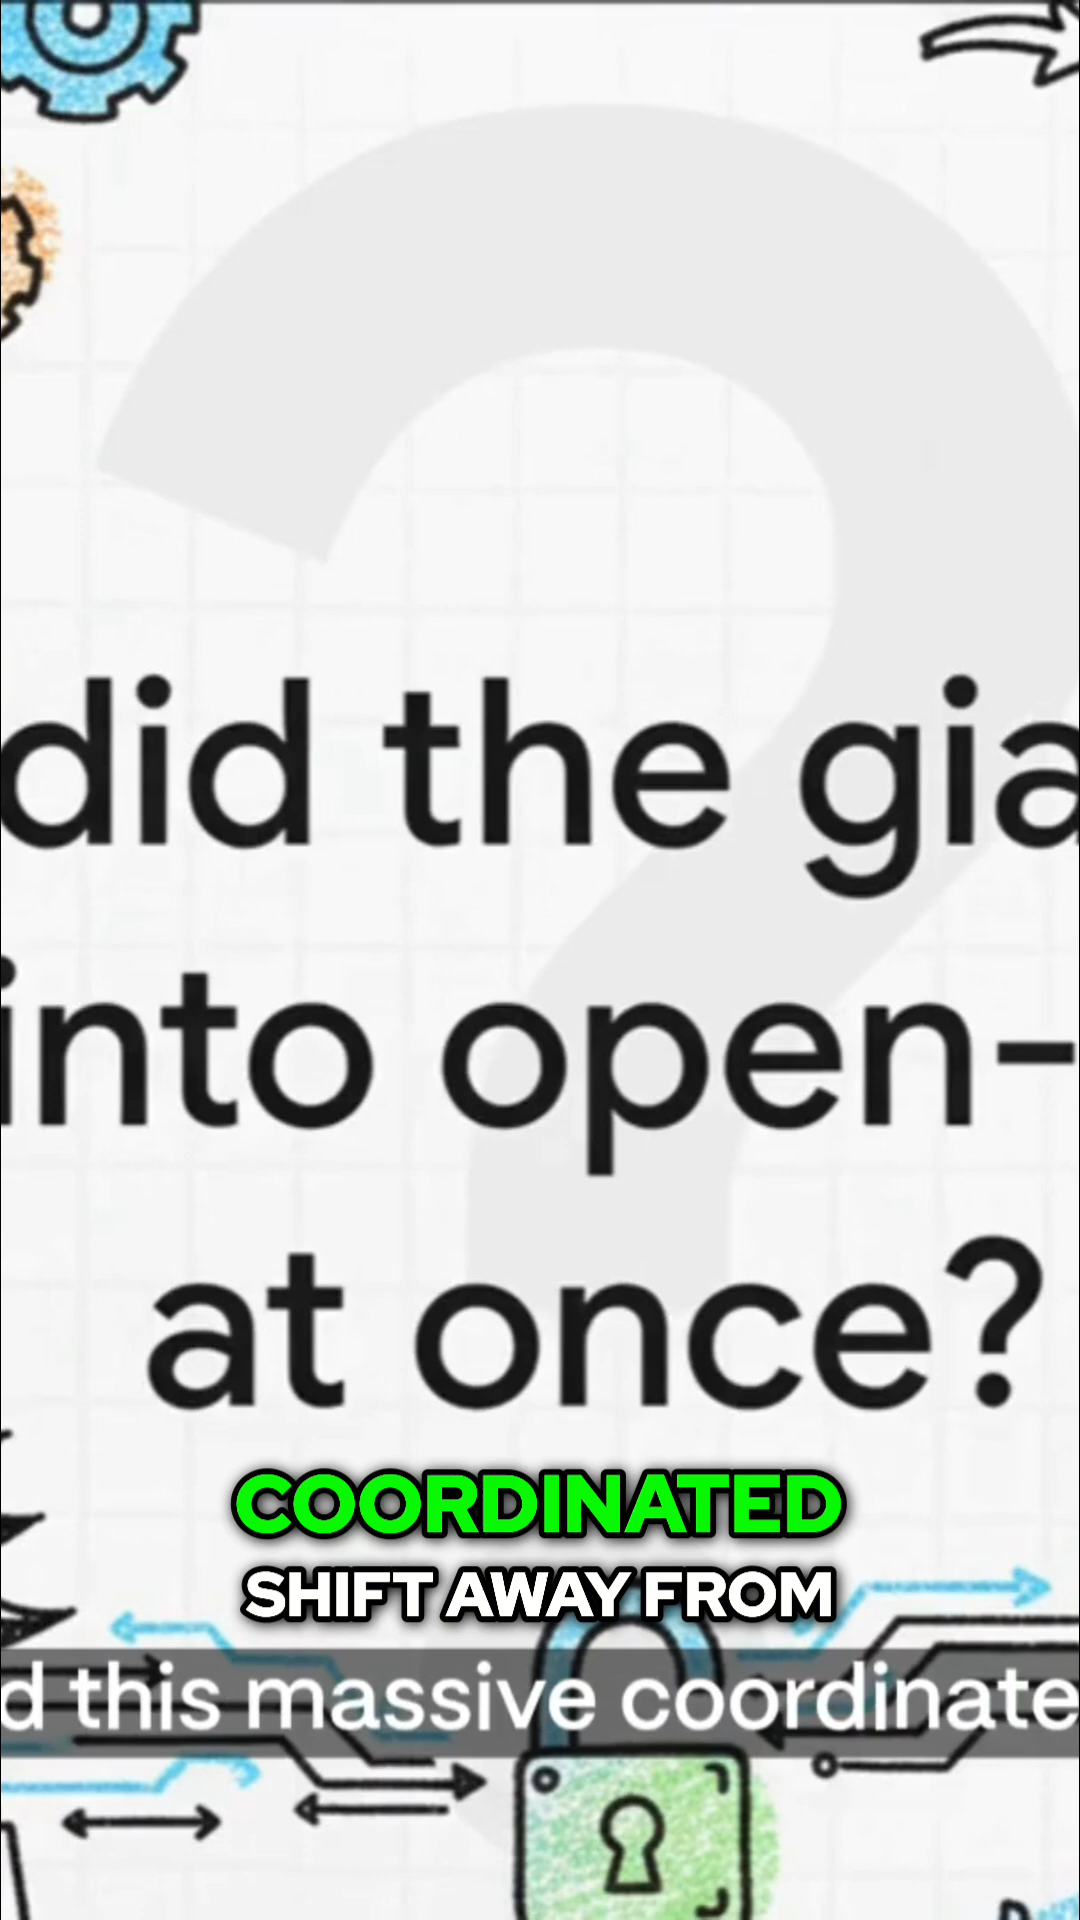 did the gia
into open-
at once?
COORDINATED
SHIFT AWAY FROM
d this massive coordinate